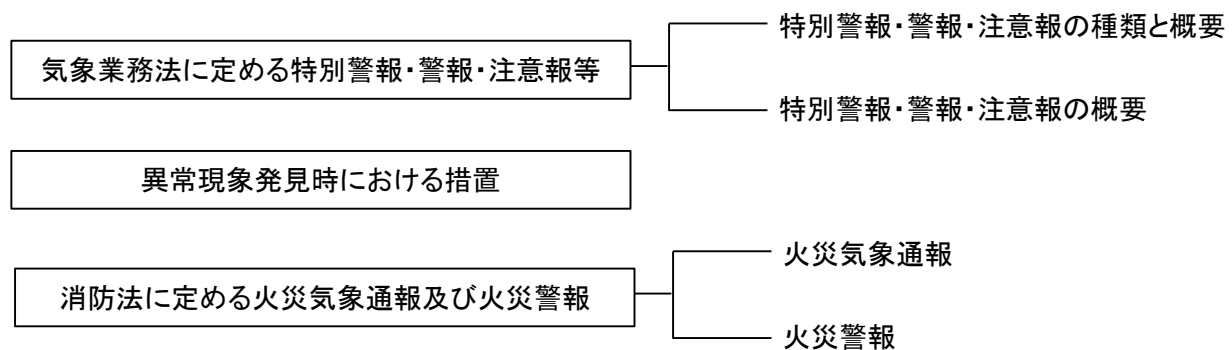 特別警報・警報・注意報の種類と概要
気象業務法に定める特別警報・警報・注意報等
特別警報・警報・注意報の概要
異常現象発見時における措置
火災気象通報
消防法に定める火災気象通報及び火災警報
火災警報